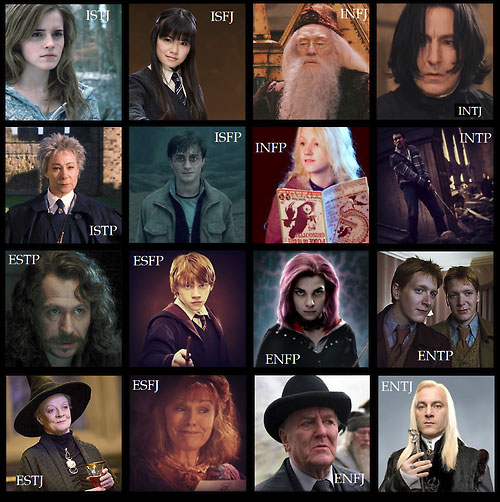 ISTJ
ISFJ
INFJ
INTJ
ISTP
ISFP
INFP
INTP
ESTP
ESFP
ENFP
ENTP
ESTJ
ESFJ
ENFJ
ENTJ